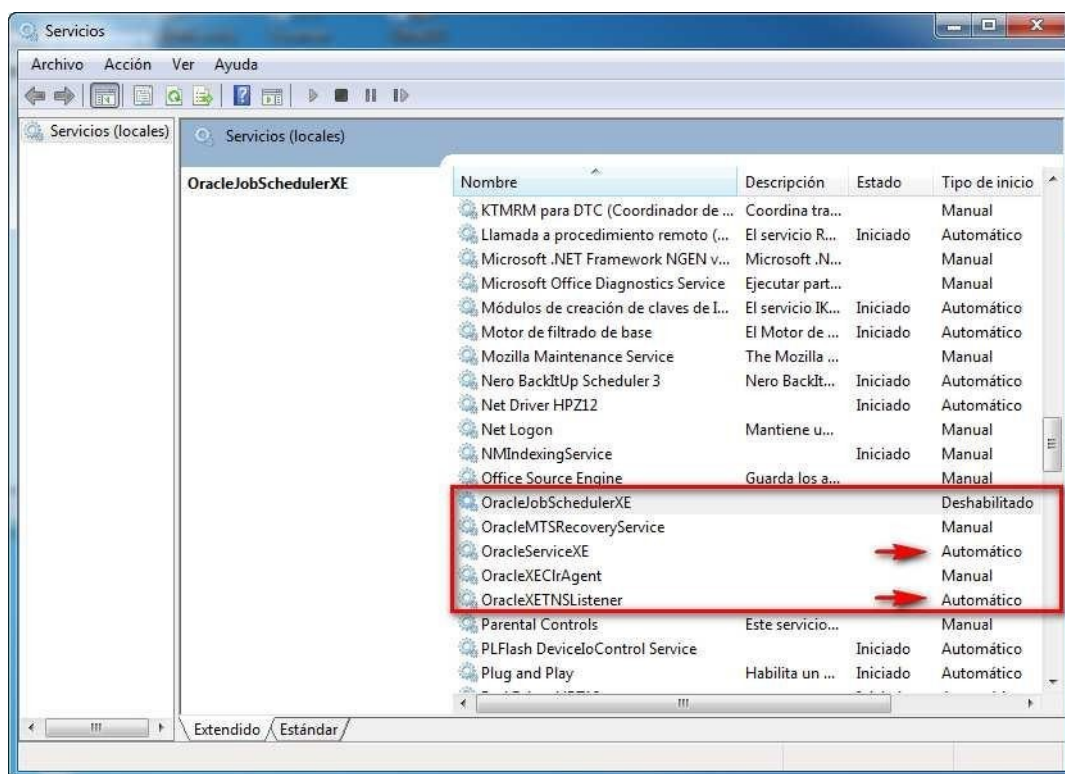 Servicios
Archivo Acción Ver Ayuda
Servicios (locales)
Servicios (locales)
OracleJobSchedulerXE
Nombre Descripción Estado Tipo de inicio
KTMRM para DTC (Coordinador de ... Coordina tra... Manual
Llamada a procedimiento remoto (... El servicio R... Iniciado Automático
Microsoft .NET Framework NGEN v... Microsoft .N... Manual
Microsoft Office Diagnostics Service Ejecutar part... Manual
Módulos de creación de claves de I... El servicio IK... Iniciado Automático
Motor de filtrado de base El Motor de ... Iniciado Automático
Mozilla Maintenance Service The Mozilla ... Manual
Nero BackItUp Scheduler 3 Nero BackIt... Iniciado Automático
Net Driver HPZ12 Iniciado Automático
Net Logon Mantiene u... Manual
NMIndexingService Iniciado Manual
Office Source Engine Guarda los a... Manual
OracleJobSchedulerXE Deshabilitado
OracleMTSRecoveryService Manual
OracleServiceXE Automático
OracleXEClrAgent Manual
OracleXETNSListener Automático
Parental Controls Este servicio... Manual
PLFlash DeviceIoControl Service Iniciado Automático
Plug and Play Habilita un ... Iniciado Automático
Extendido Estándar